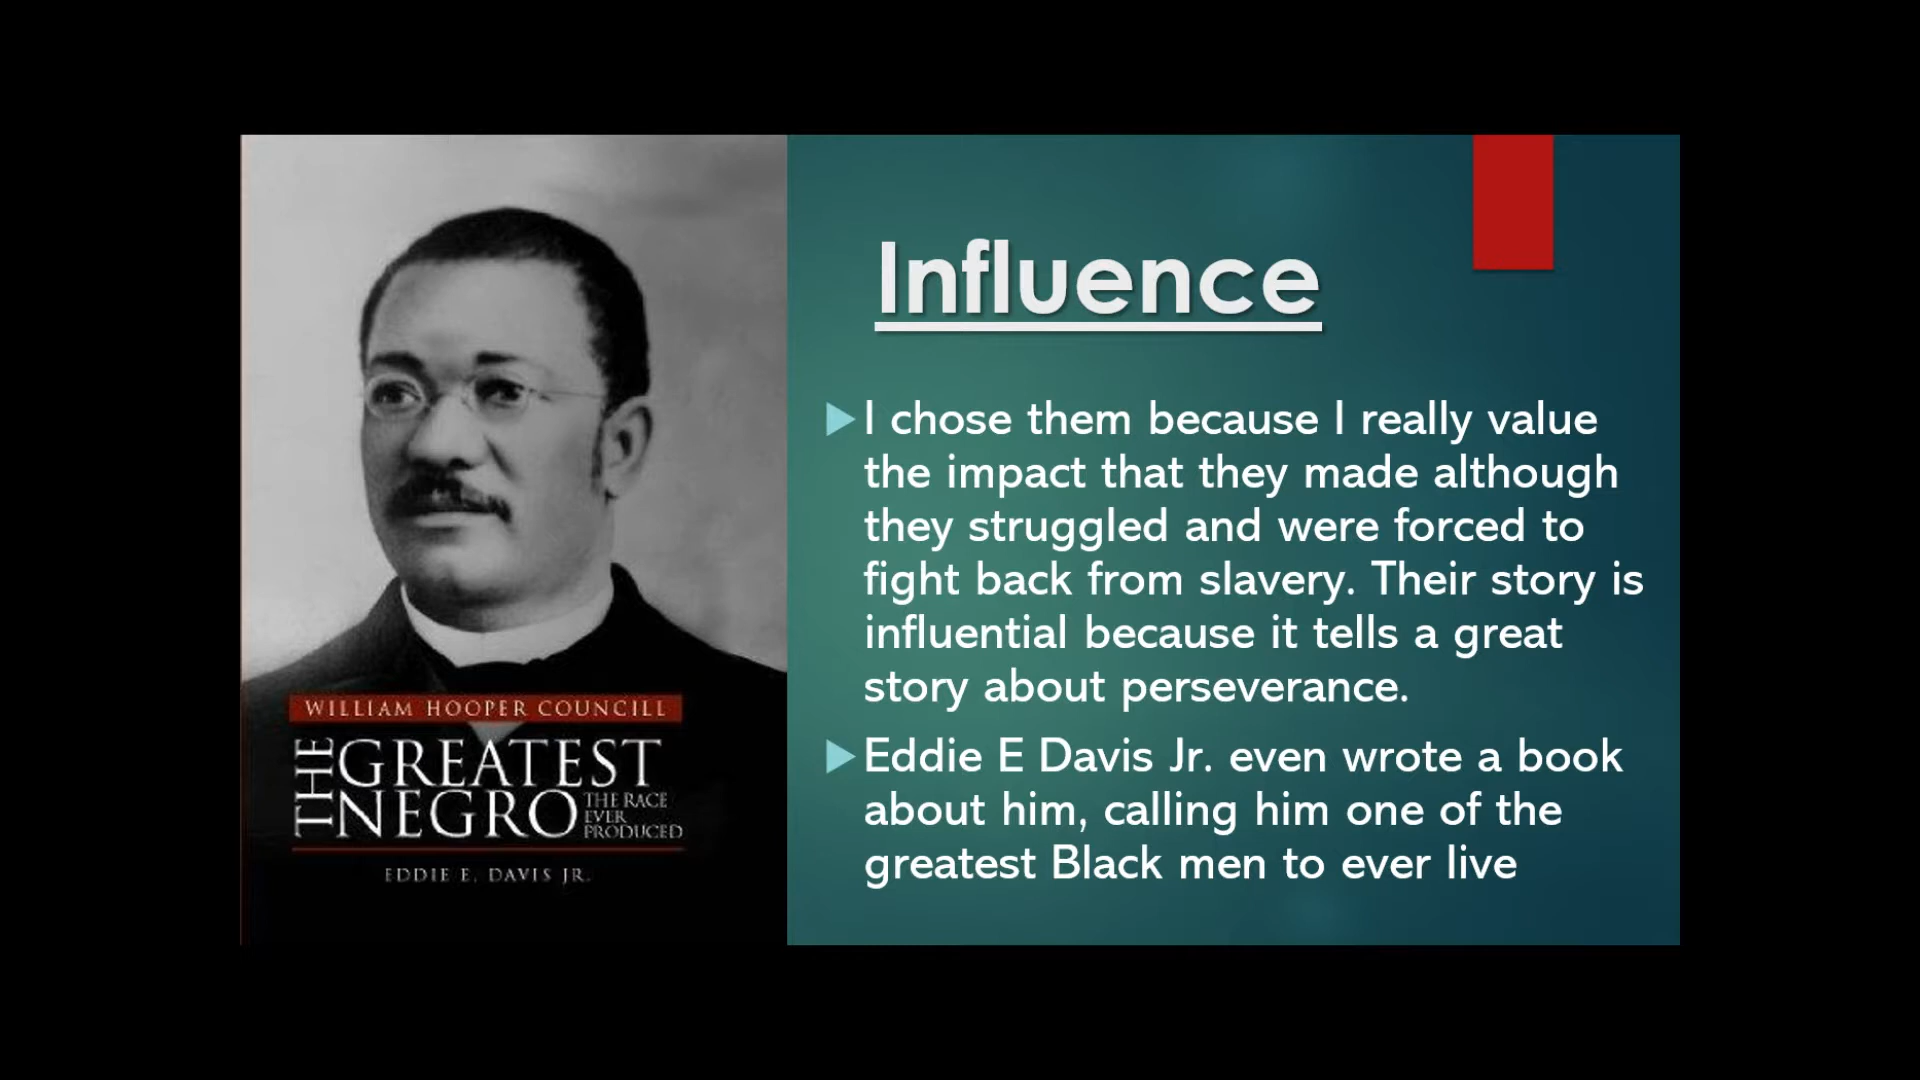 WILLIAM HOOPER COUNCILL
THE GREATEST
NEGRO THE RACE
EVER
PRODUCED
EDDIE E. DAVIS JR.
Influence
I chose them because I really value
the impact that they made although
they struggled and were forced to
fight back from slavery. Their story is
influential because it tells a great
story about perseverance.
Eddie E Davis Jr. even wrote a book
about him, calling him one of the
greatest Black men to ever live